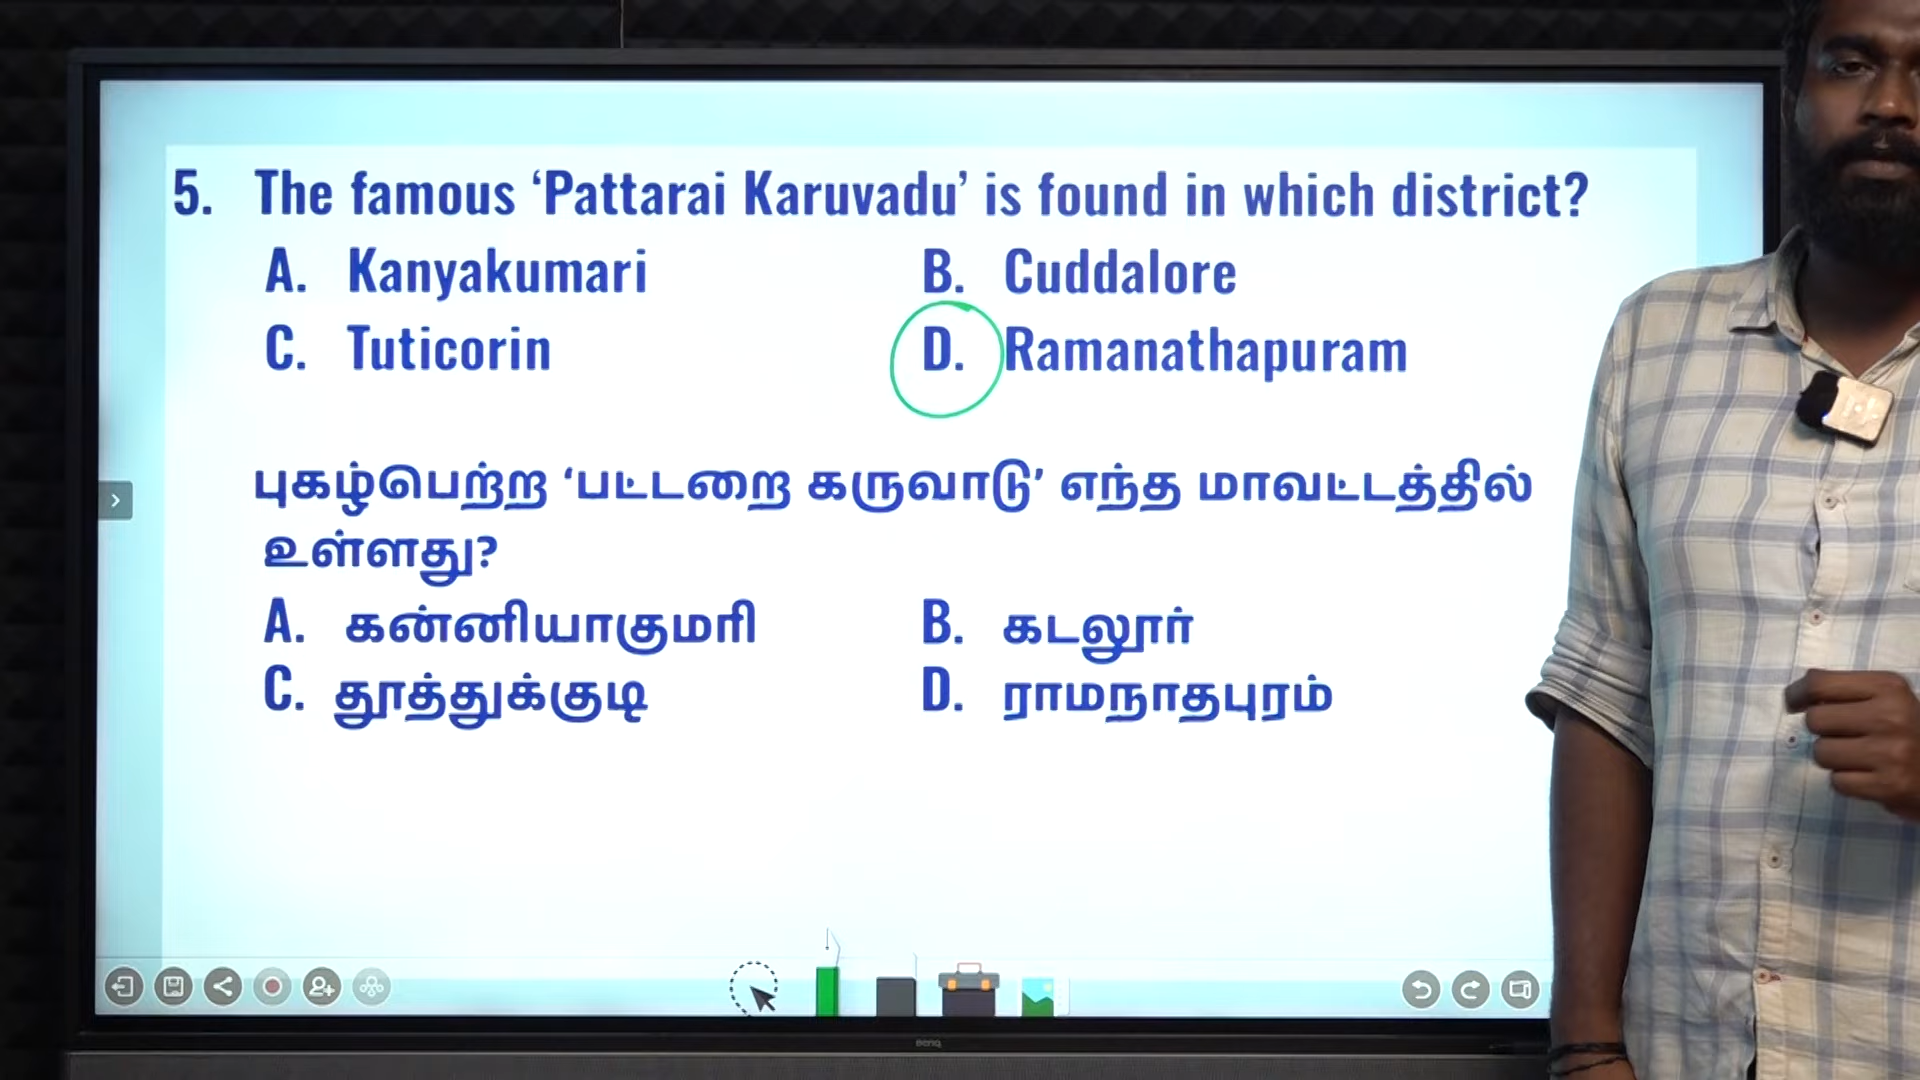 5. The famous ‘Pattarai Karuvadu’ is found in which district?
A. Kanyakumari B. Cuddalore
C. Tuticorin D. Ramanathapuram
புகழ்பெற்ற ‘பட்டறை கருவாடு’ எந்த மாவட்டத்தில்
உள்ளது?
A. கன்னியாகுமரி B. கடலூர்
C. தூத்துக்குடி D. ராமநாதபுரம்
BenQ